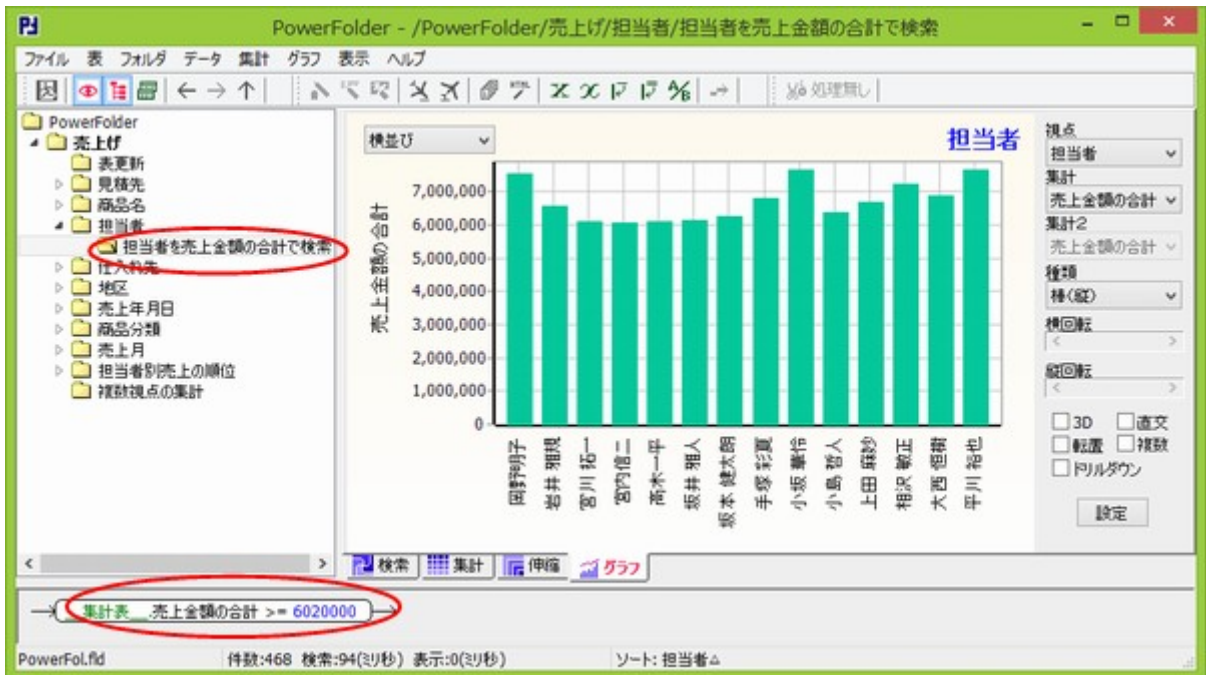 PowerFolder - /PowerFolder/売上げ/担当者/担当者を売上金額の合計で検索
ファイル 表 フォルダ データ 集計 グラフ 表示 ヘルプ
処理無し
PowerFolder
売上げ
表更新
見積先
商品名
担当者
担当者を売上金額の合計で検索
仕入れ先
地区
売上年月日
商品分類
売上月
担当者別売上の順位
複数視点の集計
横並び
担当者
売上金額の合計
7,000,000
6,000,000
5,000,000
4,000,000
3,000,000
2,000,000
1,000,000
0
岡野明子
岩井 雅規
宮川 拓一
宮内信二
高木一平
坂井 雅人
坂本 健太朗
手塚 彩夏
小坂 華伶
小島 哲人
上田 麻紗
相沢 敏正
大西 恒樹
平川 裕也
視点
担当者
集計
売上金額の合計
集計2
売上金額の合計
種類
棒(縦)
横回転
縦回転
3D 直交
転置 複数
ドリルダウン
設定
検索 集計 伸縮 グラフ
__集計表__.売上金額の合計 >= 6020000
PowerFol.fld 件数:468 検索:94(ミリ秒) 表示:0(ミリ秒) ソート: 担当者△